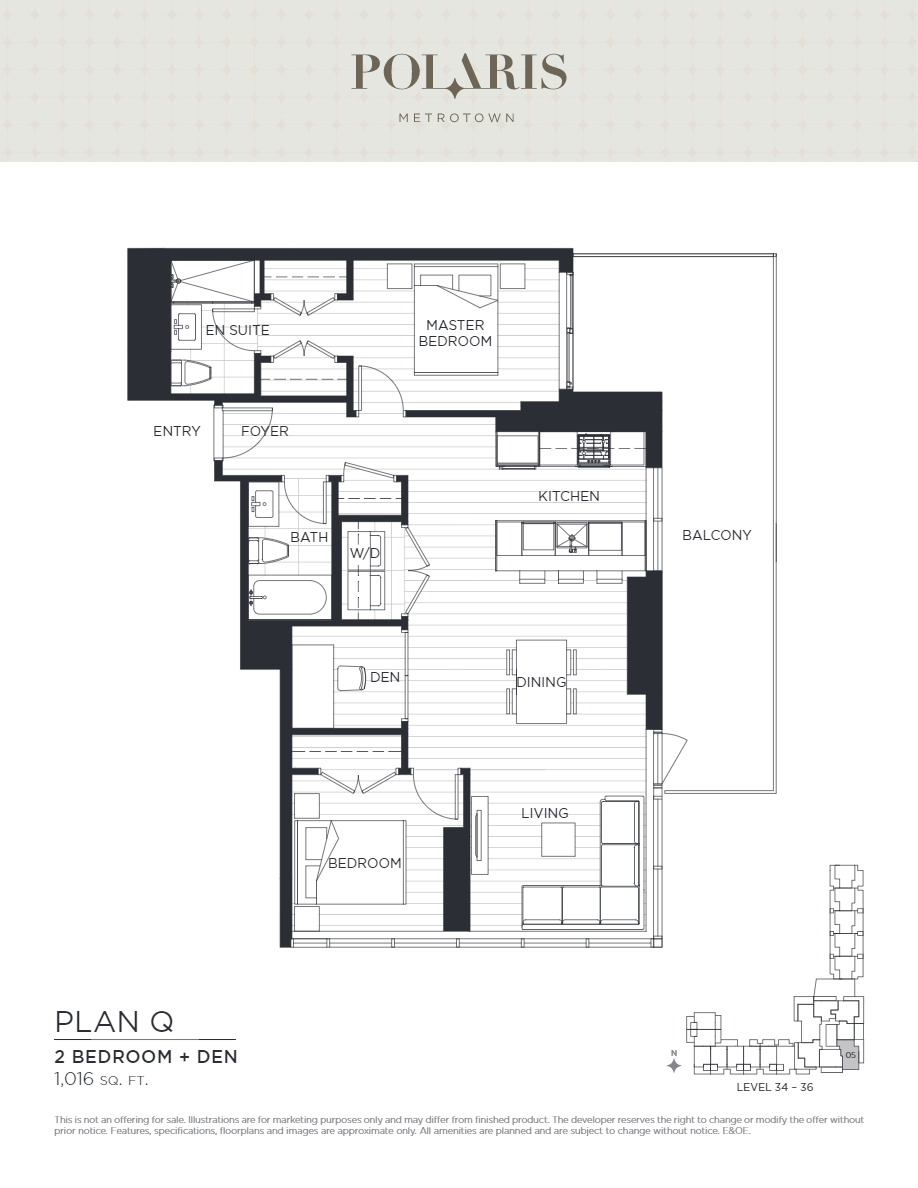 POLARIS
METROTOWN
EN SUITE
MASTER
BEDROOM
ENTRY
FOYER
KITCHEN
BATH
W/D
BALCONY
DEN
DINING
LIVING
BEDROOM
PLAN Q
2 BEDROOM + DEN
1,016 SQ. FT.
N
05
LEVEL 34 – 36
This is not an offering for sale. Illustrations are for marketing purposes only and may differ from finished product. The developer reserves the right to change or modify the offer without
prior notice. Features, specifications, floorplans and images are approximate only. All amenities are planned and are subject to change without notice. E&OE.